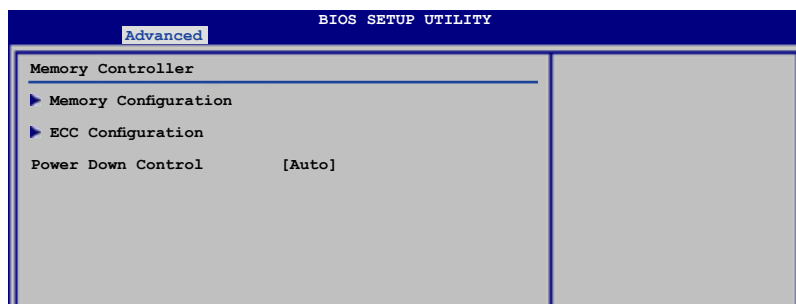 BIOS SETUP UTILITY
Advanced
Memory Controller
Memory Configuration
ECC Configuration
Power Down Control [Auto]